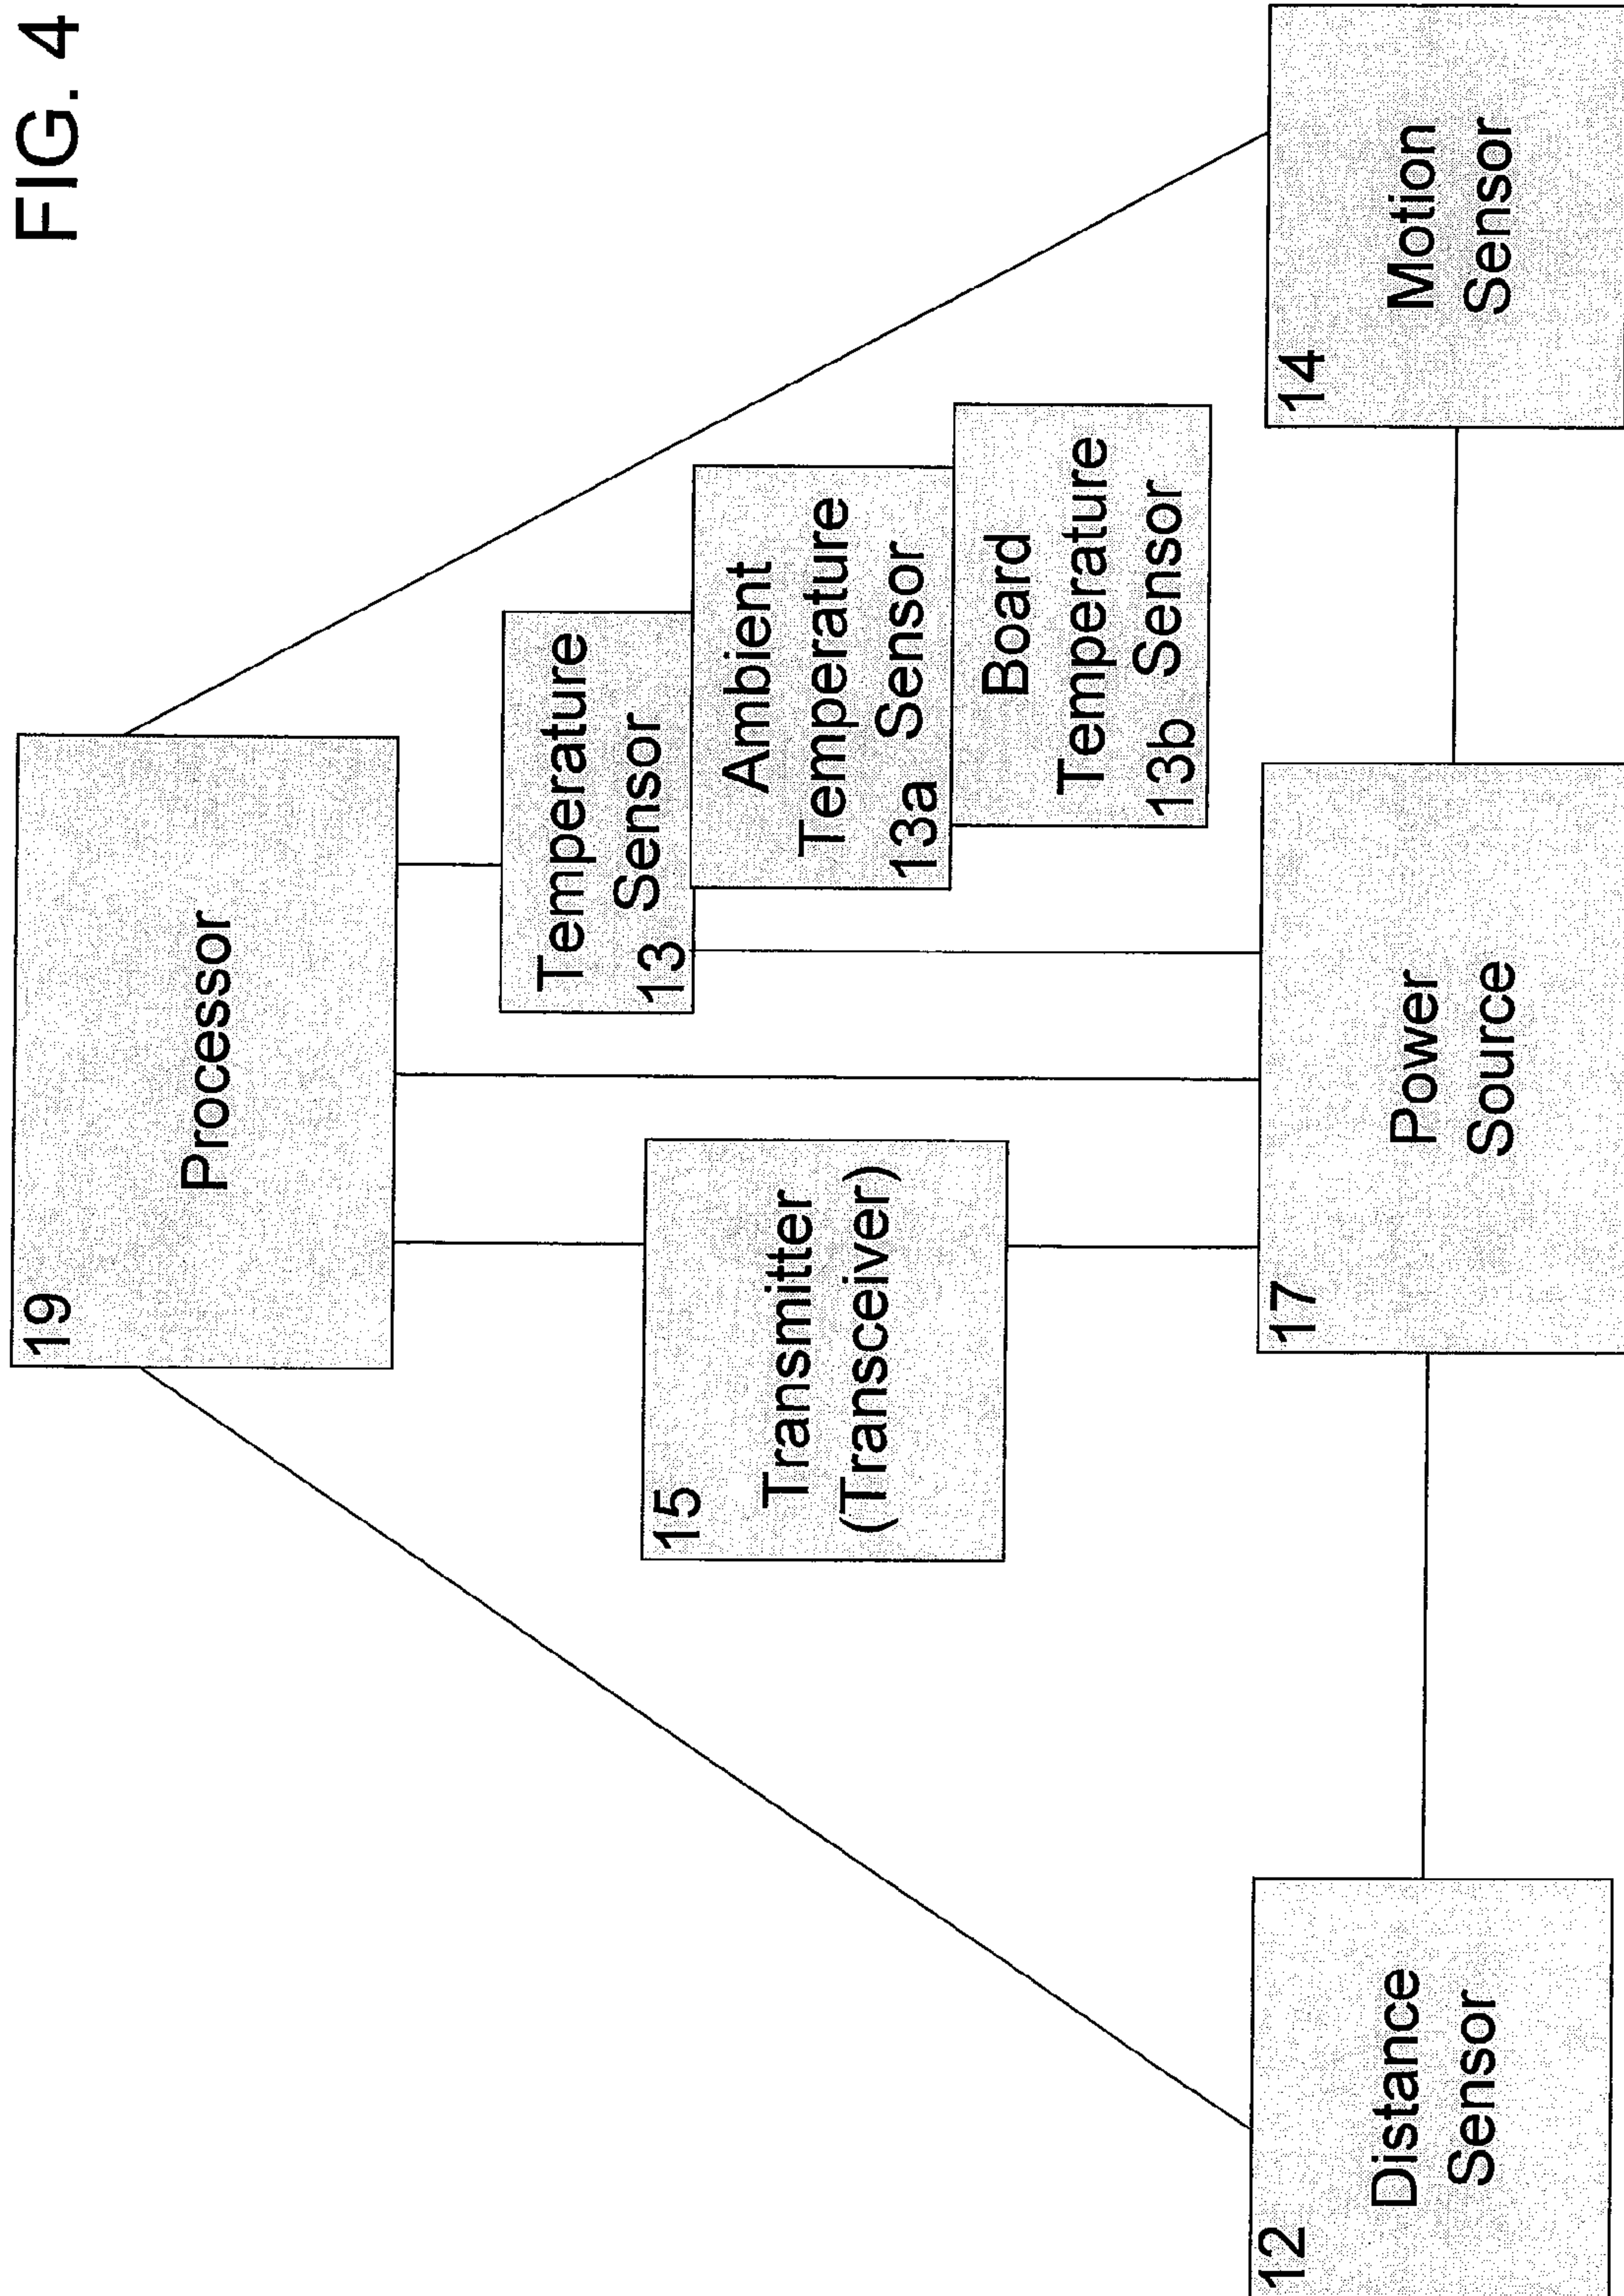 FIG. 4
19
Processor
Temperature
13 Sensor
15
Transmitter
(Transceiver)
Ambient
Temperature
13a Sensor
Board
Temperature
13b Sensor
12
Distance
Sensor
17
Power
Source
14
Motion
Sensor